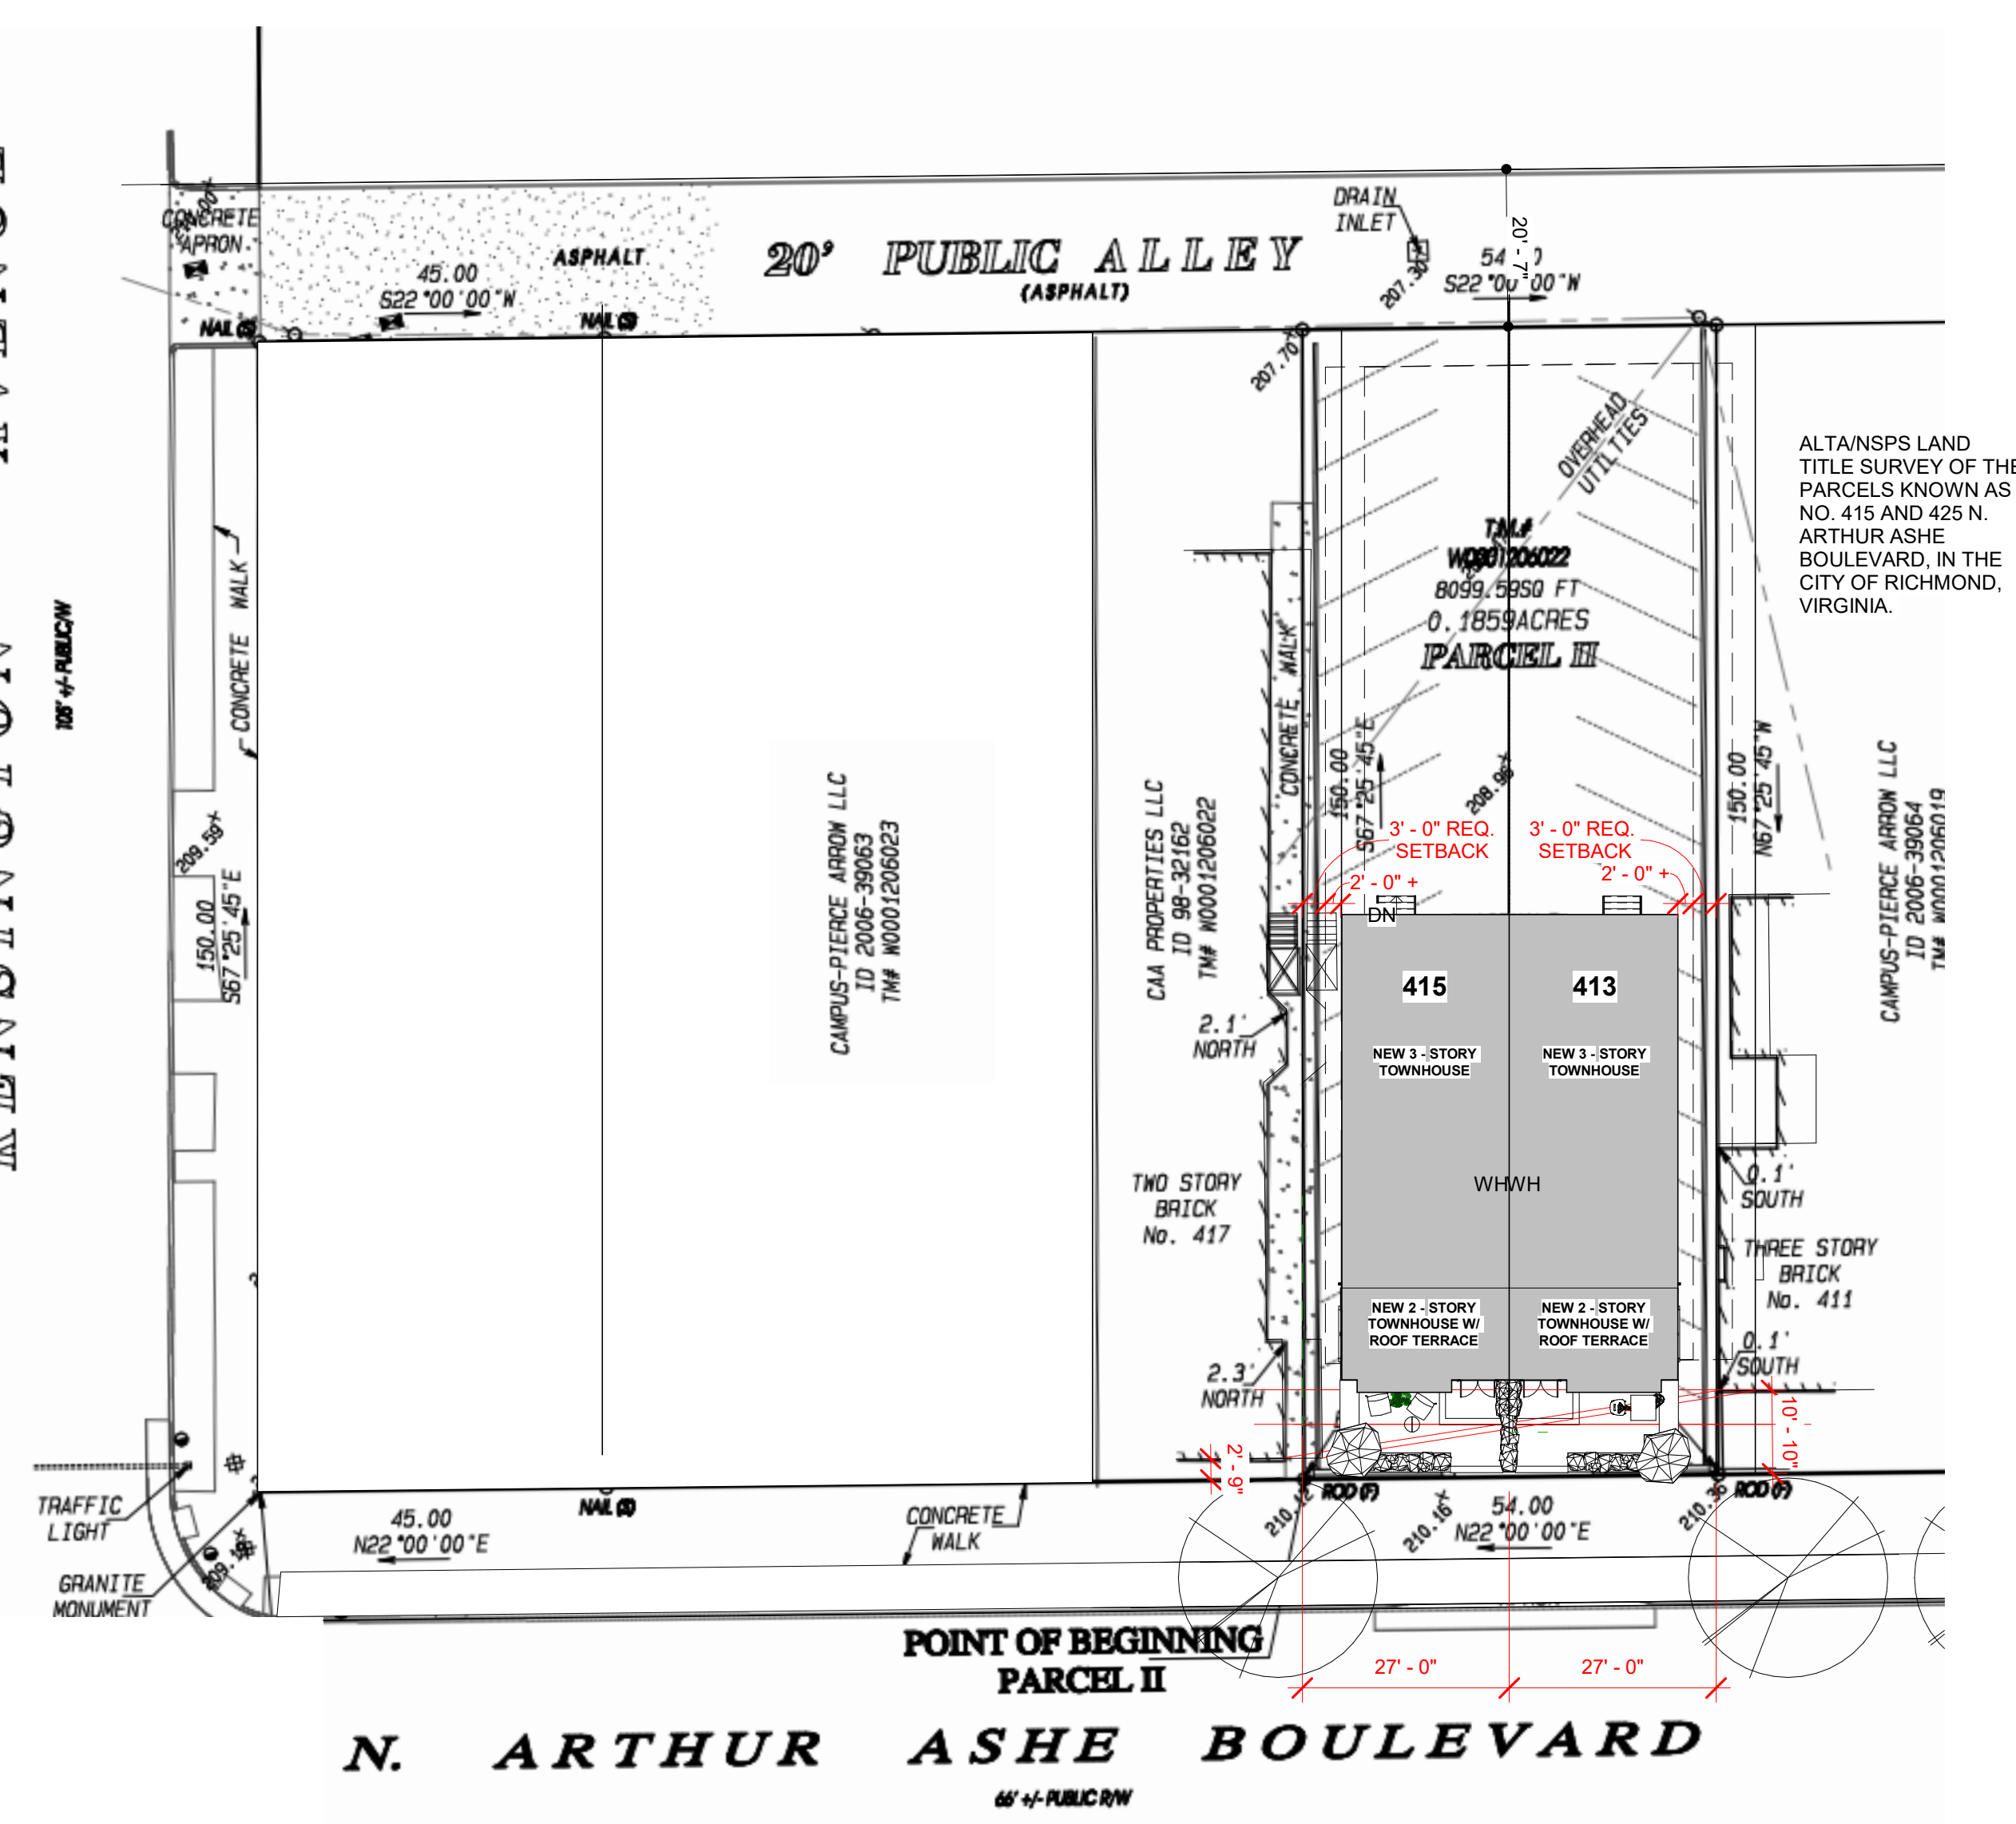 DRAIN
INLET
CONCRETE
APRON
ASPHALT
20' PUBLIC ALLEY
(ASPHALT)
20' - 7"
45.00
S22°00'00"W
S22°00'00"W
207.30
NAIL (S)
NAIL (S)
207.70
OVERHEAD
UTILTIES
ALTA/NSPS LAND
TITLE SURVEY OF THE
PARCELS KNOWN AS
NO. 415 AND 425 N.
ARTHUR ASHE
BOULEVARD, IN THE
CITY OF RICHMOND,
VIRGINIA.
T.M.#
W0001206022
8099.59SQ FT
0.1859ACRES
PARCEL II
CONCRETE WALK
CONCRETE WALK
105' +/- PUBLIC R/W
KENSINGTON AVENUE
150.00
S67°25'45"E
150.00
N67°25'45"W
208.96
209.59
150.00
S67°25'45"E
CAMPUS-PIERCE ARROW LLC
ID 2006-39063
TM# W0001206023
CAA PROPERTIES LLC
ID 98-32162
TM# W0001206022
CAMPUS-PIERCE ARROW LLC
ID 2006-39064
TM# W0001206019
3' - 0" REQ.
SETBACK
3' - 0" REQ.
SETBACK
2' - 0" +
2' - 0" +
DN
415
413
2.1'
NORTH
NEW 3 - STORY
TOWNHOUSE
NEW 3 - STORY
TOWNHOUSE
WHWH
0.1'
SOUTH
TWO STORY
BRICK
No. 417
THREE STORY
BRICK
No. 411
NEW 2 - STORY
TOWNHOUSE W/
ROOF TERRACE
NEW 2 - STORY
TOWNHOUSE W/
ROOF TERRACE
0.1'
SOUTH
2.3'
NORTH
2' - 9"
10' - 10"
TRAFFIC
LIGHT
NAIL (S)
45.00
N22°00'00"E
CONCRETE
WALK
ROD (F)
ROD (F)
210.16
54.00
N22°00'00"E
GRANITE
MONUMENT
POINT OF BEGINNING
PARCEL II
27' - 0"
27' - 0"
N. ARTHUR ASHE BOULEVARD
66' +/- PUBLIC R/W